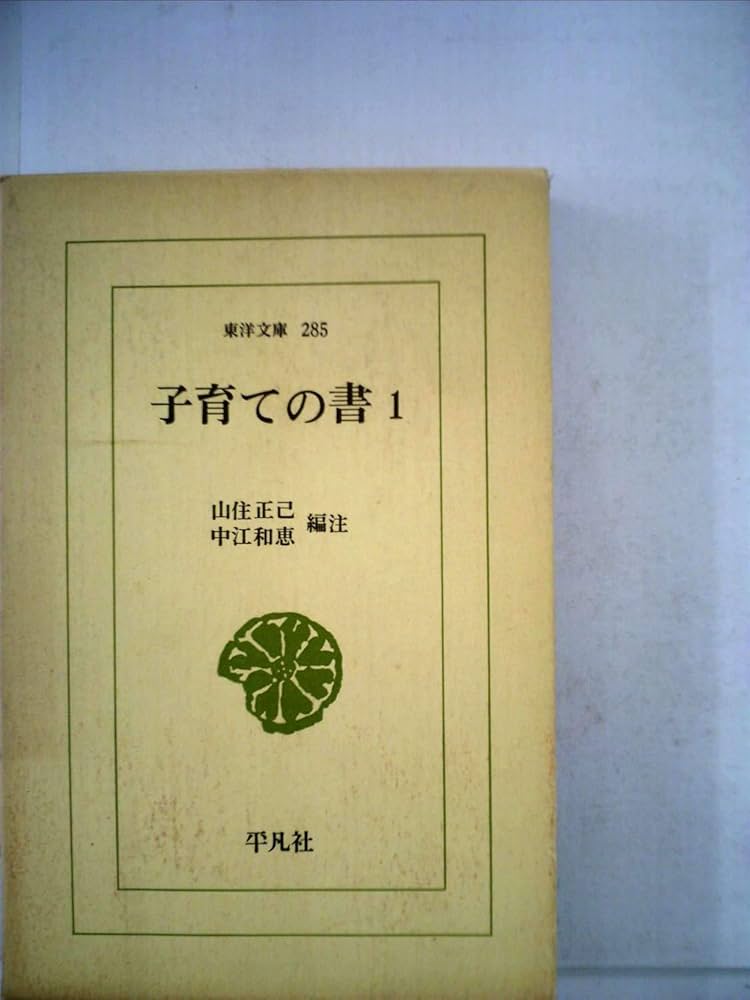 東洋文庫 285
子育ての書 1
山住正己
中江和恵
編注
平凡社